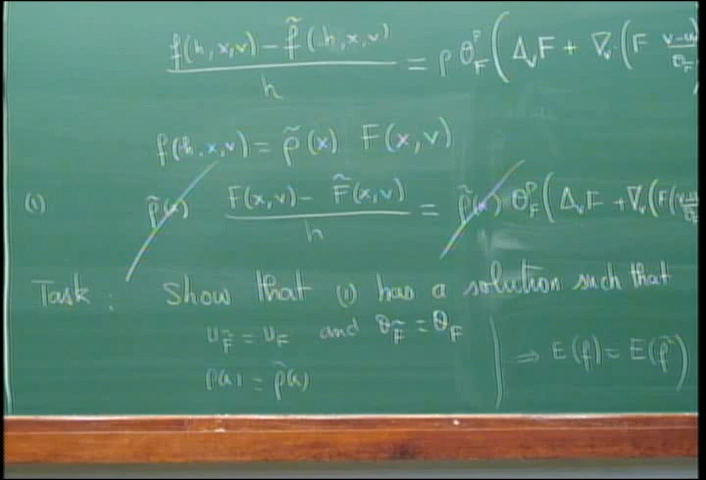 f(h,x,v) - f̃(h,x,v) / h = ρ θ_F^p ( Δ_v F + ∇_v · ( F v-u / θ_F
f(h,x,v) = ρ̃(x) F(x,v)
(1) ρ̃(x) F(x,v) - F̃(x,v) / h = ρ̃(x) θ_F^p ( Δ_v F + ∇_v ( F ( v-u / θ_F
Task : Show that (1) has a solution such that
u_F̃ = u_F and θ_F̃ = θ_F
ρ(x) = ρ̃(x) ⇒ E(f) = E(f̃)